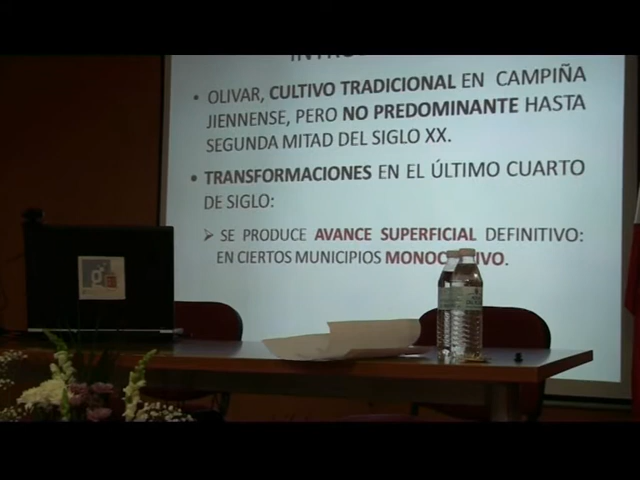 • OLIVAR, CULTIVO TRADICIONAL EN CAMPIÑA
JIENNENSE, PERO NO PREDOMINANTE HASTA
SEGUNDA MITAD DEL SIGLO XX.
• TRANSFORMACIONES EN EL ÚLTIMO CUARTO
DE SIGLO:
➢ SE PRODUCE AVANCE SUPERFICIAL DEFINITIVO:
EN CIERTOS MUNICIPIOS